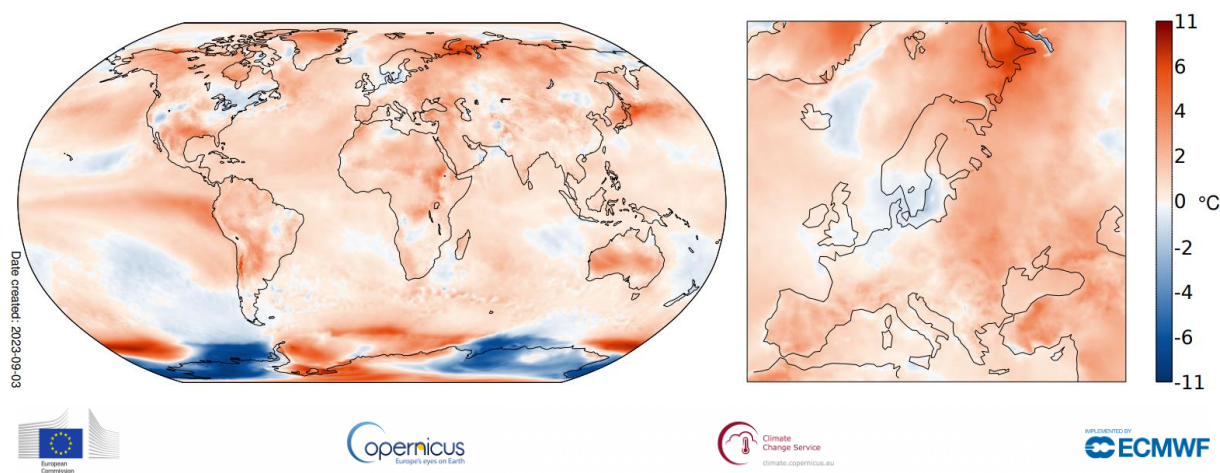 Date created: 2023-09-03
11
6
4
2
0 °C
-2
-4
-6
-11
European
Commission
opernicus
Europe's eyes on Earth
Climate
Change Service
climate.copernicus.eu
IMPLEMENTED BY
ECMWF